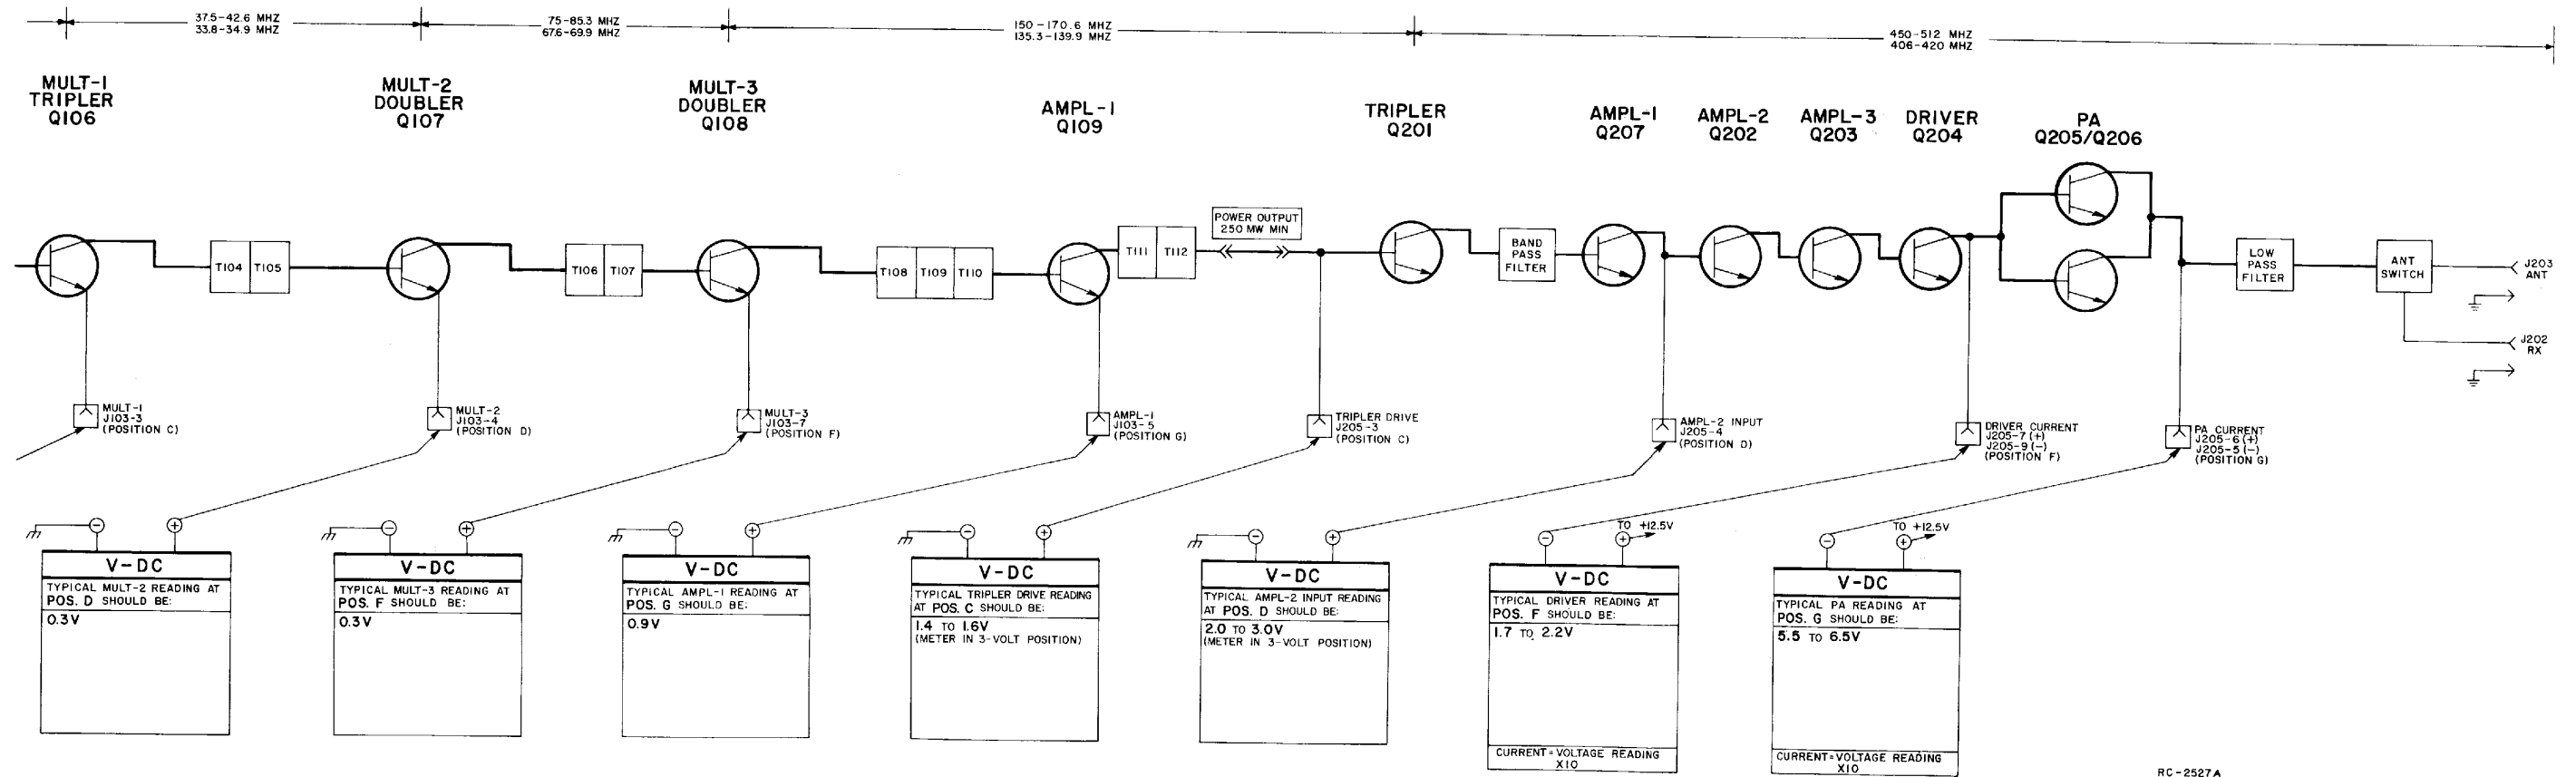 37.5-42.6 MHZ
33.8-34.9 MHZ
75-85.3 MHZ
67.6-69.9 MHZ
150-170.6 MHZ
135.3-139.9 MHZ
450-512 MHZ
406-420 MHZ
MULT-1
TRIPLER
Q106
MULT-2
DOUBLER
Q107
MULT-3
DOUBLER
Q108
AMPL-1
Q109
TRIPLER
Q201
AMPL-1
Q207
AMPL-2
Q202
AMPL-3
Q203
DRIVER
Q204
PA
Q205/Q206
T104
T105
T106
T107
T108
T109
T110
T111
T112
POWER OUTPUT
250 MW MIN
BAND
PASS
FILTER
LOW
PASS
FILTER
ANT
SWITCH
J203
ANT
J202
RX
MULT-1
J103-3
(POSITION C)
MULT-2
J103-4
(POSITION D)
MULT-3
J103-7
(POSITION F)
AMPL-1
J103-5
(POSITION G)
TRIPLER DRIVE
J205-3
(POSITION C)
AMPL-2 INPUT
J205-4
(POSITION D)
DRIVER CURRENT
J205-7 (+)
J205-9 (-)
(POSITION F)
PA CURRENT
J205-6 (+)
J205-5 (-)
(POSITION G)
- +
V-DC
TYPICAL MULT-2 READING AT
POS. D SHOULD BE:
0.3V
- +
V-DC
TYPICAL MULT-3 READING AT
POS. F SHOULD BE:
0.3V
- +
V-DC
TYPICAL AMPL-1 READING AT
POS. G SHOULD BE:
0.9V
- +
V-DC
TYPICAL TRIPLER DRIVE READING
AT POS. C SHOULD BE:
1.4 TO 1.6V
(METER IN 3-VOLT POSITION)
- +
V-DC
TYPICAL AMPL-2 INPUT READING
AT POS. D SHOULD BE:
2.0 TO 3.0V
(METER IN 3-VOLT POSITION)
TO +12.5V
- +
V-DC
TYPICAL DRIVER READING AT
POS. F SHOULD BE:
1.7 TO 2.2V
CURRENT=VOLTAGE READING
X10
TO +12.5V
- +
V-DC
TYPICAL PA READING AT
POS. G SHOULD BE:
5.5 TO 6.5V
CURRENT=VOLTAGE READING
X10
RC-2527A